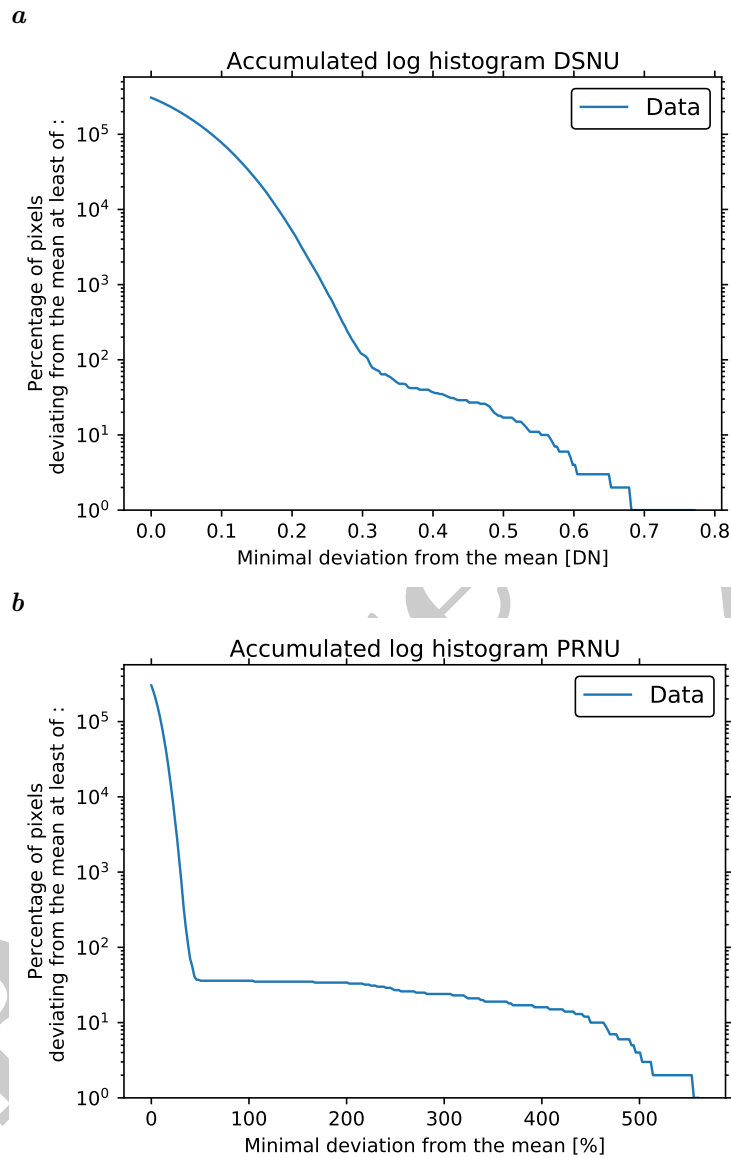 a
Accumulated log histogram DSNU
Data
Percentage of pixels
deviating from the mean at least of :
10^5
10^4
10^3
10^2
10^1
10^0
0.0 0.1 0.2 0.3 0.4 0.5 0.6 0.7 0.8
Minimal deviation from the mean [DN]
b
Accumulated log histogram PRNU
Data
Percentage of pixels
deviating from the mean at least of :
10^5
10^4
10^3
10^2
10^1
10^0
0 100 200 300 400 500
Minimal deviation from the mean [%]